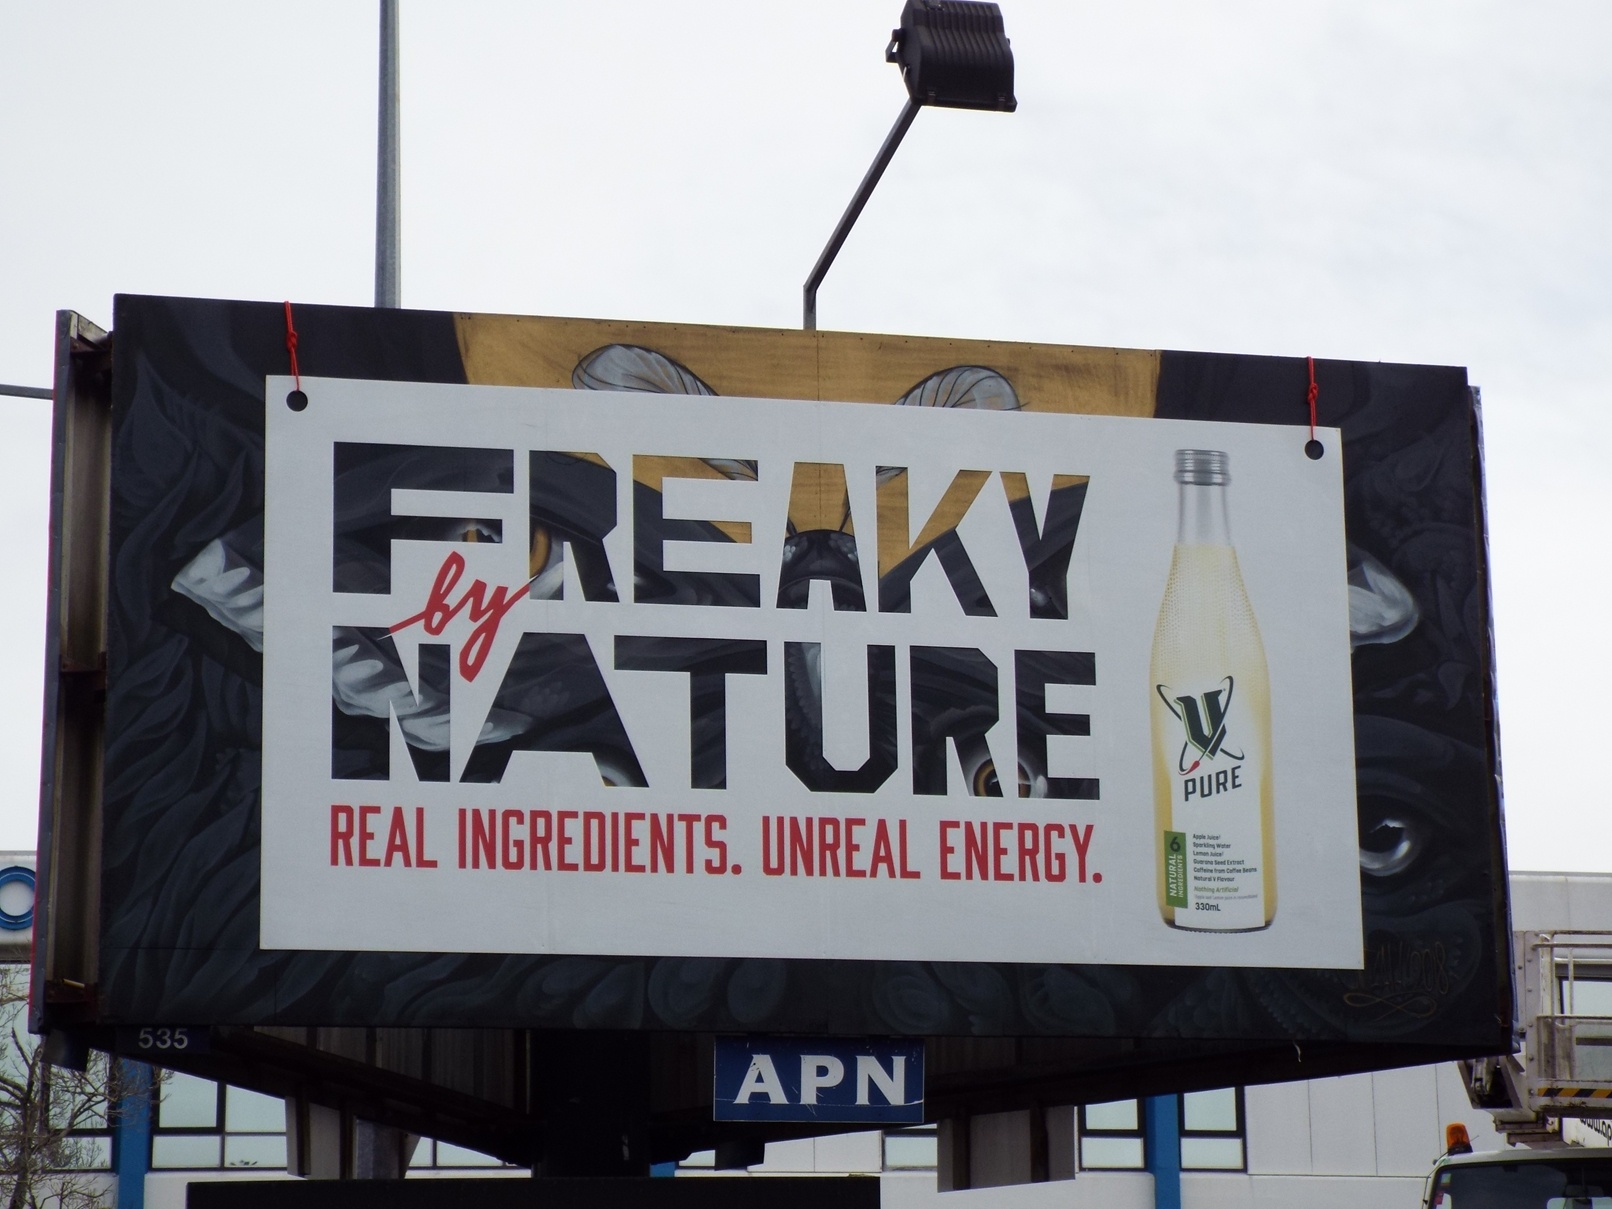 FREAKY
by
NATURE
REAL INGREDIENTS. UNREAL ENERGY.
V
PURE
6
NATURAL
INGREDIENTS
Apple Juice
Sparkling Water
Lemon Juice
Guarana Seed Extract
Caffeine from Coffee Beans
Natural V Flavour
Nothing Artificial
330mL
535
APN